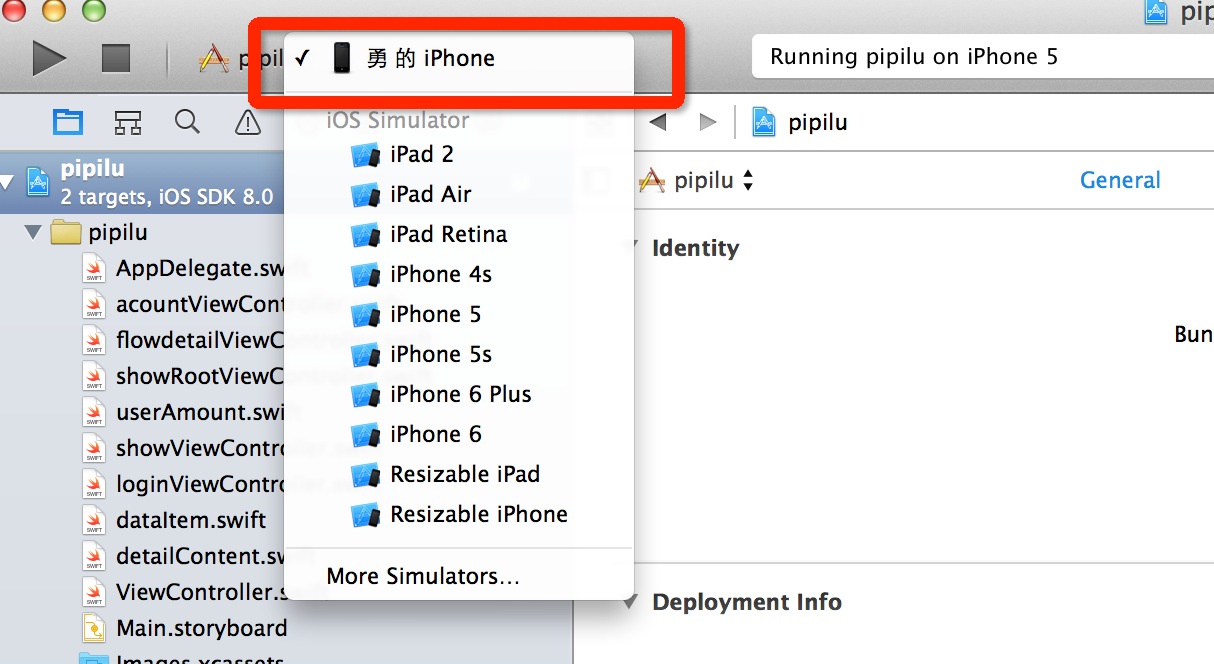 pipil
勇 的 iPhone
Running pipilu on iPhone 5
iOS Simulator
iPad 2
iPad Air
iPad Retina
iPhone 4s
iPhone 5
iPhone 5s
iPhone 6 Plus
iPhone 6
Resizable iPad
Resizable iPhone
More Simulators...
pipilu
2 targets, iOS SDK 8.0
pipilu
AppDelegate.swift
acountViewCont
flowdetailViewC
showRootViewC
userAmount.swi
showViewContro
loginViewContro
dataItem.swift
detailContent.sw
ViewController.s
Main.storyboard
Images.xcassets
pipilu
pipilu
General
Identity
Bun
Deployment Info